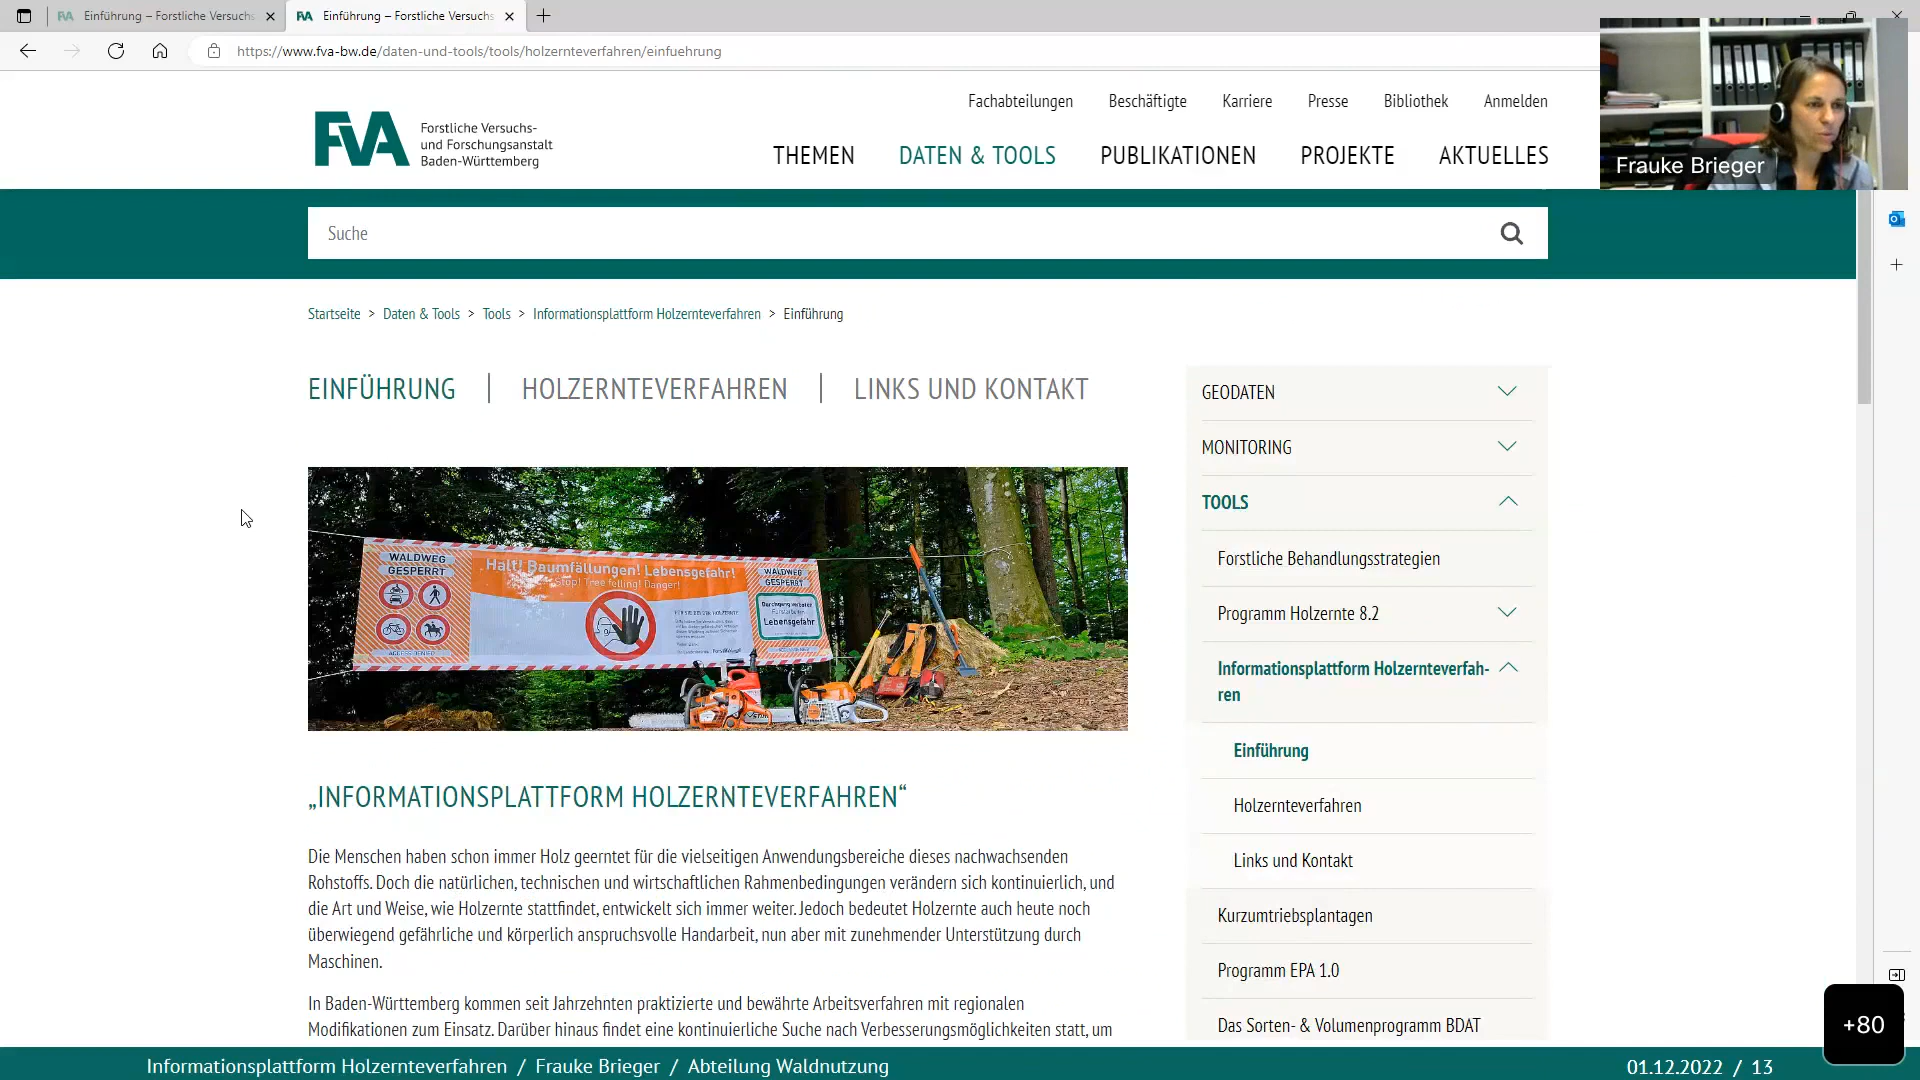 Einführung – Forstliche Versuchs
Einführung – Forstliche Versuchs
https://www.fva-bw.de/daten-und-tools/tools/holzernteverfahren/einfuehrung
Fachabteilungen Beschäftigte Karriere Presse Bibliothek Anmelden
FVA
Forstliche Versuchs-
und Forschungsanstalt
Baden-Württemberg
THEMEN DATEN & TOOLS PUBLIKATIONEN PROJEKTE AKTUELLES
Frauke Brieger
Suche
Startseite > Daten & Tools > Tools > Informationsplattform Holzernteverfahren > Einführung
EINFÜHRUNG | HOLZERNTEVERFAHREN | LINKS UND KONTAKT
WALDWEG
GESPERRT
Halt! Baumfällungen! Lebensgefahr!
Stop! Tree felling! Danger!
WALDWEG
GESPERRT
Lebensgefahr
„INFORMATIONSPLATTFORM HOLZERNTEVERFAHREN“
Die Menschen haben schon immer Holz geerntet für die vielseitigen Anwendungsbereiche dieses nachwachsenden
Rohstoffs. Doch die natürlichen, technischen und wirtschaftlichen Rahmenbedingungen verändern sich kontinuierlich, und
die Art und Weise, wie Holzernte stattfindet, entwickelt sich immer weiter. Jedoch bedeutet Holzernte auch heute noch
überwiegend gefährliche und körperlich anspruchsvolle Handarbeit, nun aber mit zunehmender Unterstützung durch
Maschinen.
In Baden-Württemberg kommen seit Jahrzehnten praktizierte und bewährte Arbeitsverfahren mit regionalen
Modifikationen zum Einsatz. Darüber hinaus findet eine kontinuierliche Suche nach Verbesserungsmöglichkeiten statt, um
GEODATEN
MONITORING
TOOLS
Forstliche Behandlungsstrategien
Programm Holzernte 8.2
Informationsplattform Holzernteverfah-
ren
Einführung
Holzernteverfahren
Links und Kontakt
Kurzumtriebsplantagen
Programm EPA 1.0
Das Sorten- & Volumenprogramm BDAT
+80
Informationsplattform Holzernteverfahren / Frauke Brieger / Abteilung Waldnutzung
01.12.2022 / 13